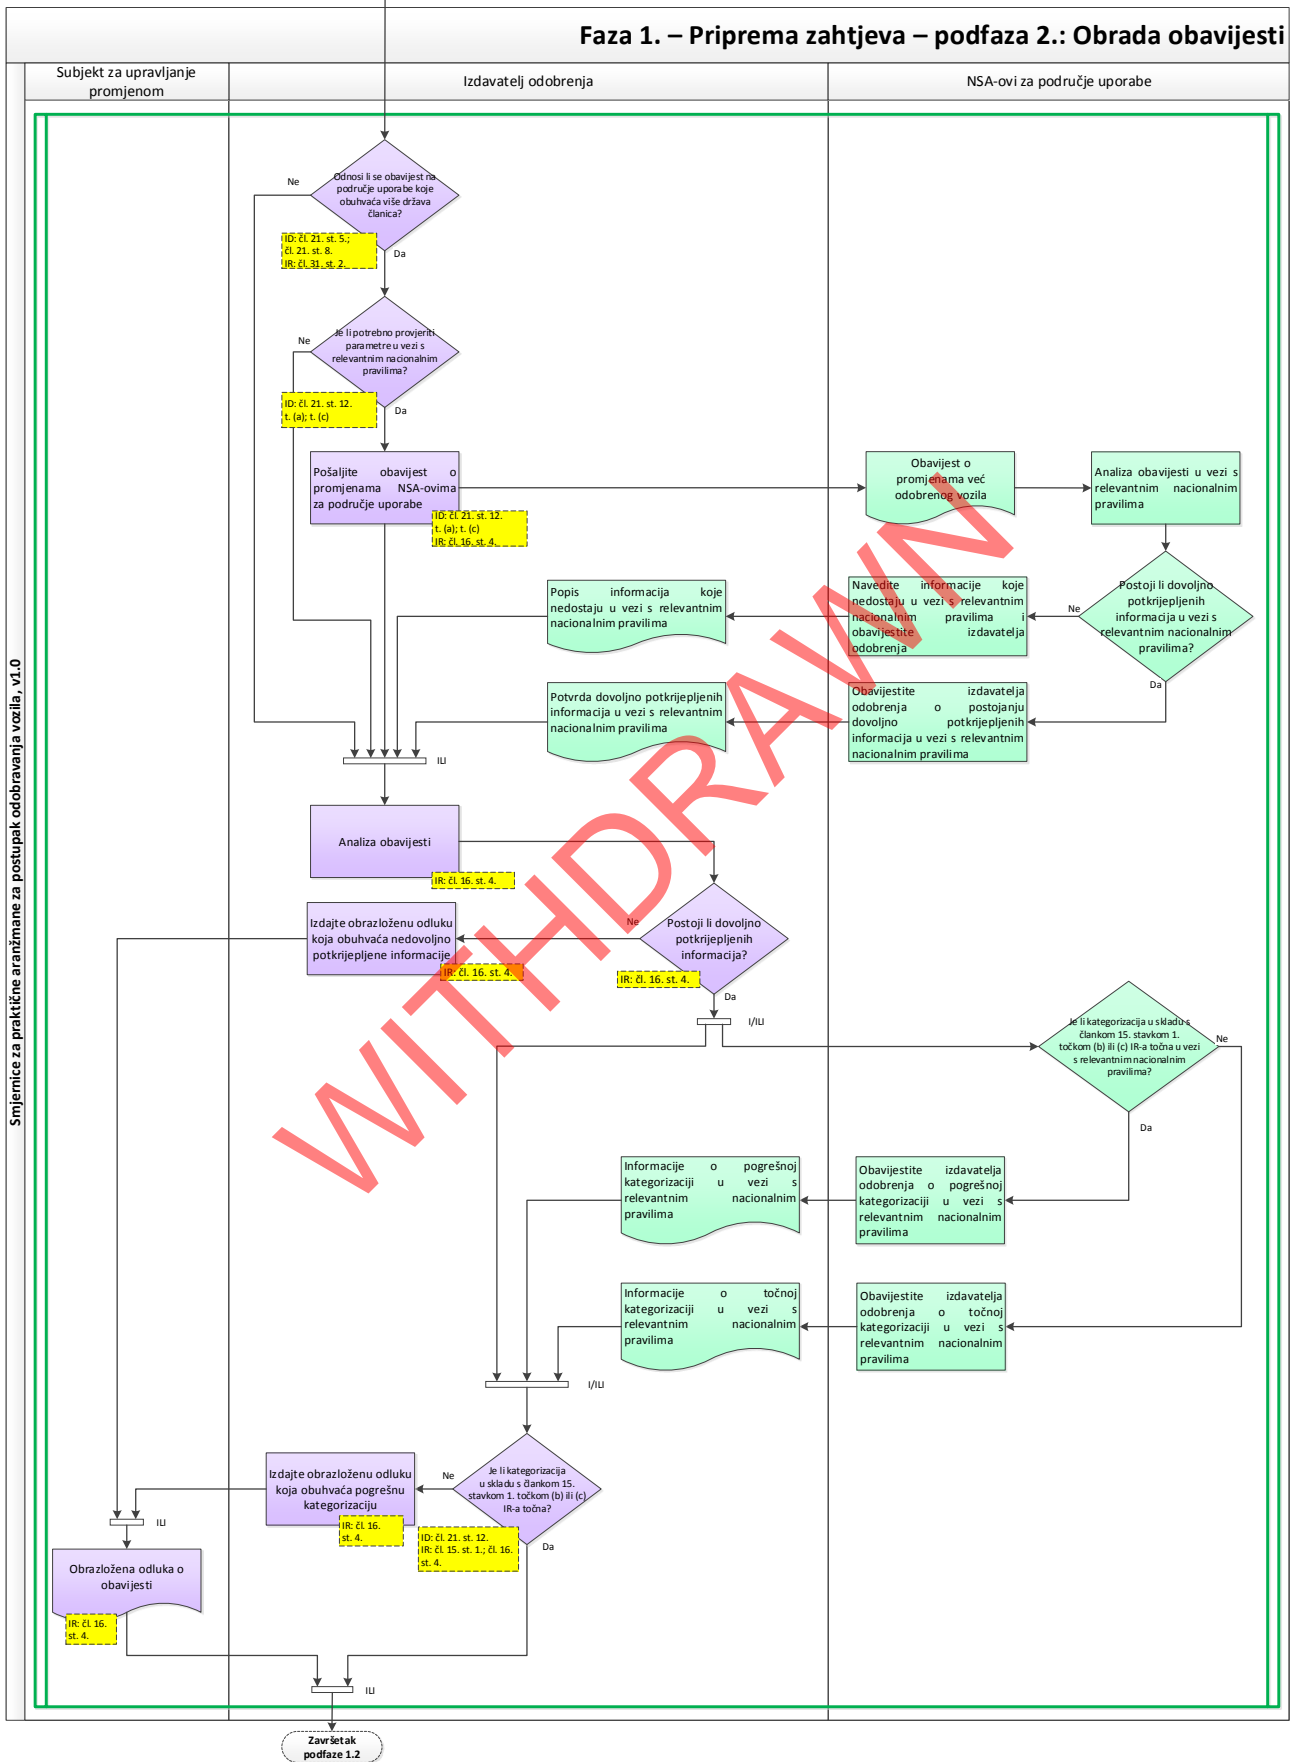 Faza 1. – Priprema zahtjeva – podfaza 2.: Obrada obavijesti
Subjekt za upravljanje
promjenom
Izdavatelj odobrenja
NSA-ovi za područje uporabe
Smjernice za praktične aranžmane za postupak odobravanja vozila, v1.0
Odnosi li se obavijest na
područje uporabe koje
obuhvaća više država
članica?
Ne
ID: čl. 21. st. 5.;
čl. 21. st. 8.
IR: čl. 31. st. 2.
Da
Je li potrebno provjeriti
parametre u vezi s
relevantnim nacionalnim
pravilima?
Ne
ID: čl. 21. st. 12.
t. (a); t. (c)
Da
Pošaljite obavijest o
promjenama NSA-ovima
za područje uporabe
ID: čl. 21. st. 12.
t. (a); t. (c)
IR: čl. 16. st. 4.
Obavijest o
promjenama već
odobrenog vozila
Analiza obavijesti u vezi s
relevantnim nacionalnim
pravilima
Postoji li dovoljno
potkrijepljenih
informacija u vezi s
relevantnim nacionalnim
pravilima?
Ne
Da
Navedite informacije koje
nedostaju u vezi s relevantnim
nacionalnim pravilima i
obavijestite izdavatelja
odobrenja
Popis informacija koje
nedostaju u vezi s relevantnim
nacionalnim pravilima
Obavijestite izdavatelja
odobrenja o postojanju
dovoljno potkrijepljenih
informacija u vezi s relevantnim
nacionalnim pravilima
Potvrda dovoljno potkrijepljenih
informacija u vezi s relevantnim
nacionalnim pravilima
ILI
Analiza obavijesti
IR: čl. 16. st. 4.
Postoji li dovoljno
potkrijepljenih
informacija?
Ne
IR: čl. 16. st. 4.
Da
Izdajte obrazloženu odluku
koja obuhvaća nedovoljno
potkrijepljene informacije
IR: čl. 16. st. 4.
I/ILI
Je li kategorizacija u skladu s
člankom 15. stavkom 1.
točkom (b) ili (c) IR-a točna u vezi
s relevantnim nacionalnim
pravilima?
Ne
Da
Obavijestite izdavatelja
odobrenja o pogrešnoj
kategorizaciji u vezi s
relevantnim nacionalnim
pravilima
Informacije o pogrešnoj
kategorizaciji u vezi s
relevantnim nacionalnim
pravilima
Obavijestite izdavatelja
odobrenja o točnoj
kategorizaciji u vezi s
relevantnim nacionalnim
pravilima
Informacije o točnoj
kategorizaciji u vezi s
relevantnim nacionalnim
pravilima
I/ILI
Je li kategorizacija
u skladu s člankom 15.
stavkom 1. točkom (b) ili (c)
IR-a točna?
Ne
ID: čl. 21. st. 12.
IR: čl. 15. st. 1.; čl. 16.
st. 4.
Da
Izdajte obrazloženu odluku
koja obuhvaća pogrešnu
kategorizaciju
IR: čl. 16.
st. 4.
ILI
Obrazložena odluka o
obavijesti
IR: čl. 16.
st. 4.
ILI
Završetak
podfaze 1.2
WITHDRAWN